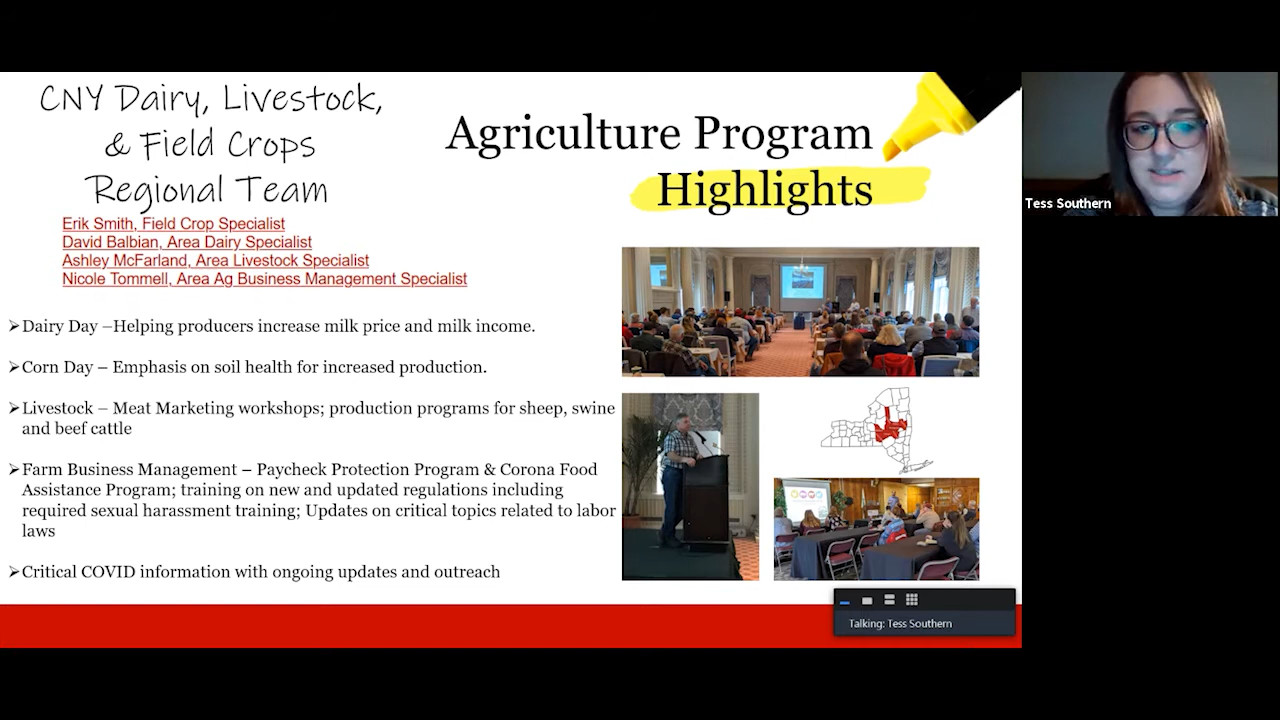 CNY Dairy, Livestock,
& Field Crops
Regional Team
Erik Smith, Field Crop Specialist
David Balbian, Area Dairy Specialist
Ashley McFarland, Area Livestock Specialist
Nicole Tommell, Area Ag Business Management Specialist
Agriculture Program
Highlights
➢Dairy Day –Helping producers increase milk price and milk income.
➢Corn Day – Emphasis on soil health for increased production.
➢Livestock – Meat Marketing workshops; production programs for sheep, swine
and beef cattle
➢Farm Business Management – Paycheck Protection Program & Corona Food
Assistance Program; training on new and updated regulations including
required sexual harassment training; Updates on critical topics related to labor
laws
➢Critical COVID information with ongoing updates and outreach
Tess Southern
Talking: Tess Southern